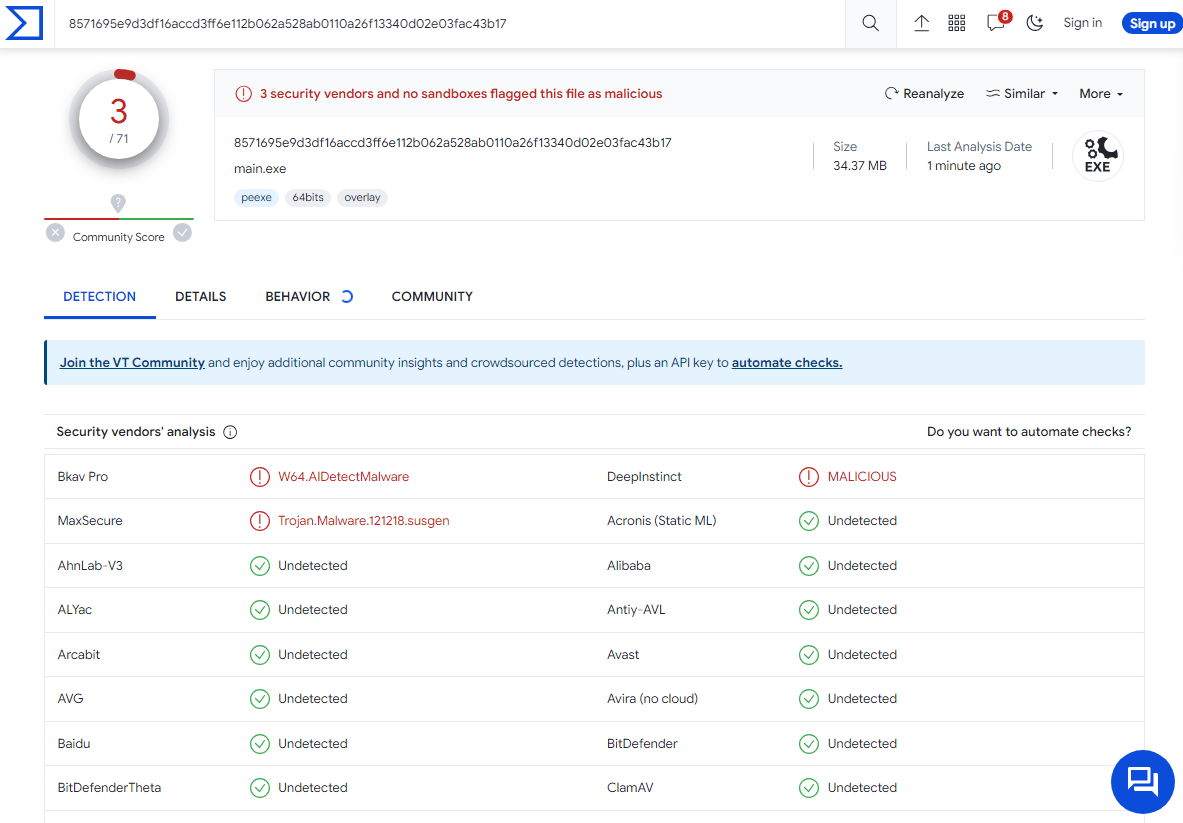 8571695e9d3df16accd3ff6e112b062a528ab0110a26f13340d02e03fac43b17
8
Sign in
Sign up
3
/ 71
Community Score
3 security vendors and no sandboxes flagged this file as malicious
Reanalyze
Similar
More
8571695e9d3df16accd3ff6e112b062a528ab0110a26f13340d02e03fac43b17
main.exe
peexe 64bits overlay
Size
34.37 MB
Last Analysis Date
1 minute ago
EXE
DETECTION DETAILS BEHAVIOR COMMUNITY
Join the VT Community and enjoy additional community insights and crowdsourced detections, plus an API key to automate checks.
Security vendors' analysis
Do you want to automate checks?
Bkav Pro W64.AIDetectMalware DeepInstinct MALICIOUS
MaxSecure Trojan.Malware.121218.susgen Acronis (Static ML) Undetected
AhnLab-V3 Undetected Alibaba Undetected
ALYac Undetected Antiy-AVL Undetected
Arcabit Undetected Avast Undetected
AVG Undetected Avira (no cloud) Undetected
Baidu Undetected BitDefender Undetected
BitDefenderTheta Undetected ClamAV Undetected